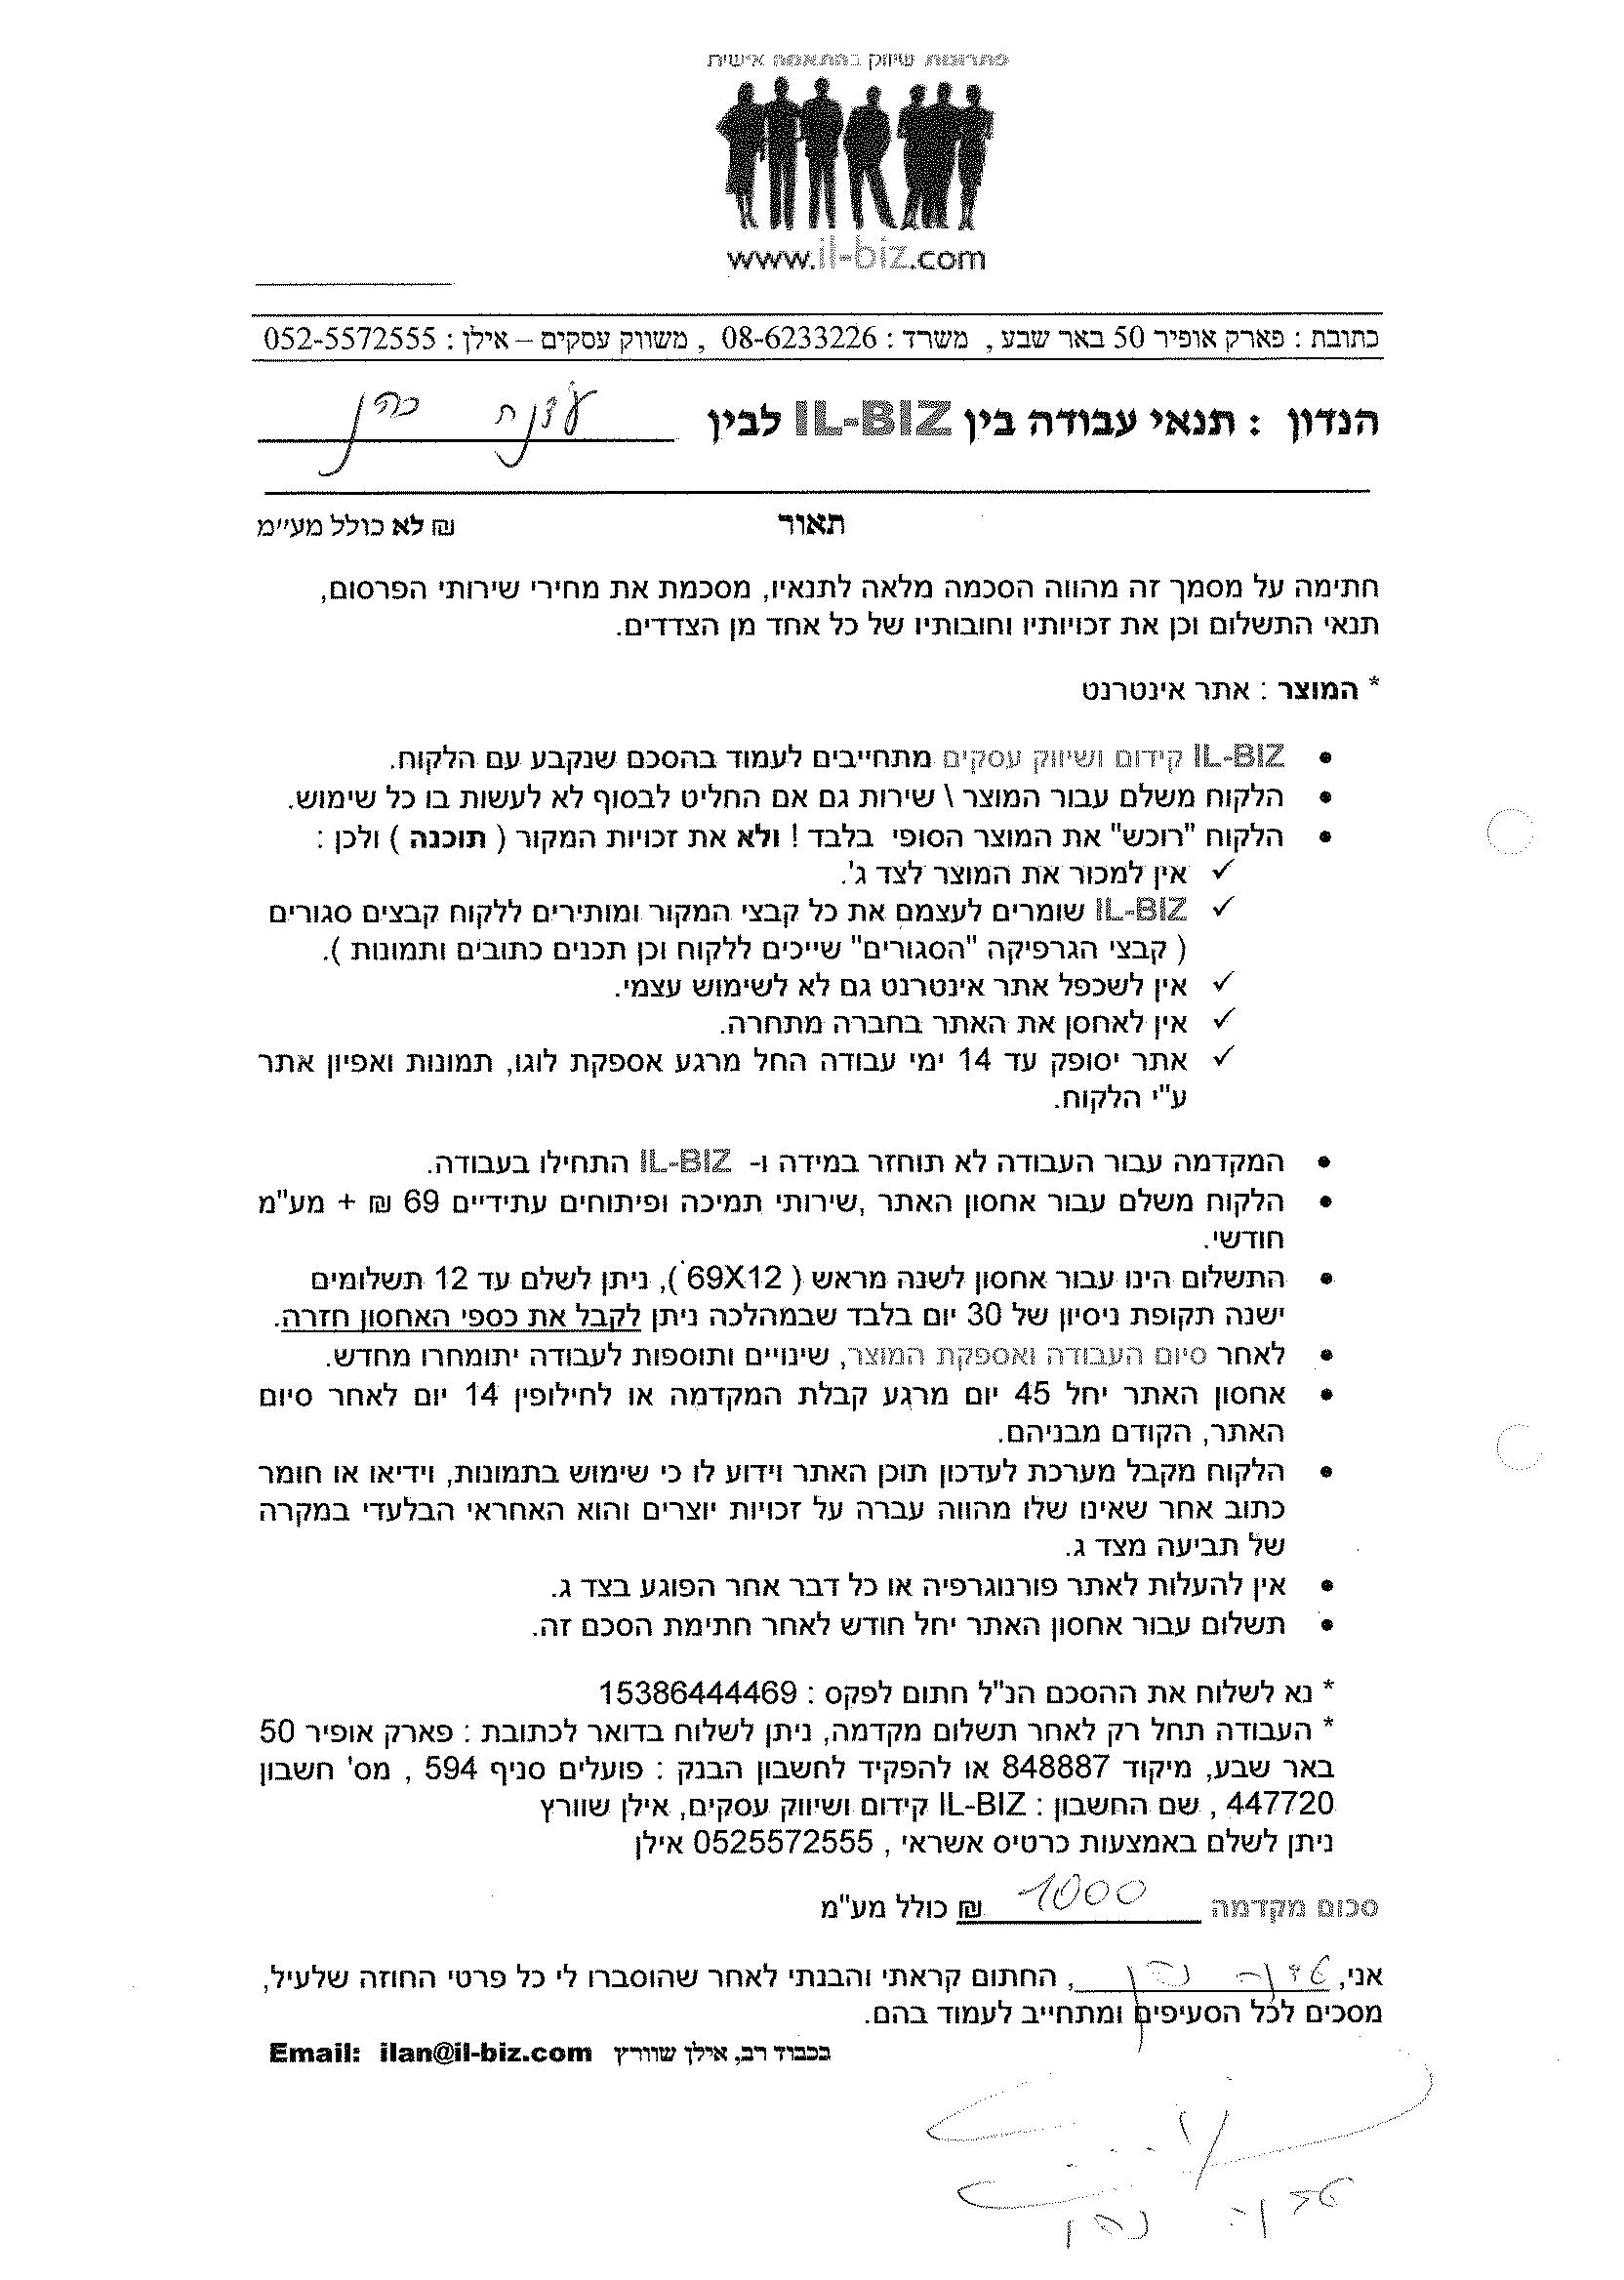 פתרונות שיווק בהתאמה אישית
www.il-biz.com
כתובת : פארק אופיר 50 באר שבע , משרד : 08-6233226 , משווק עסקים – אילן : 052-5572555
הנדון : תנאי עבודה בין IL-BIZ לבין כהן
תאור ₪ לא כולל מע"מ
חתימה על מסמך זה מהווה הסכמה מלאה לתנאיו, מסכמת את מחירי שירותי הפרסום,
תנאי התשלום וכן את זכויותיו וחובותיו של כל אחד מן הצדדים.
* המוצר : אתר אינטרנט
• IL-BIZ קידום ושיווק עסקים מתחייבים לעמוד בהסכם שנקבע עם הלקוח.
• הלקוח משלם עבור המוצר \ שירות גם אם החליט לבסוף לא לעשות בו כל שימוש.
• הלקוח "רוכש" את המוצר הסופי בלבד ! ולא את זכויות המקור ( תוכנה ) ולכן :
✓ אין למכור את המוצר לצד ג'.
✓ IL-BIZ שומרים לעצמם את כל קבצי המקור ומותירים ללקוח קבצים סגורים
( קבצי הגרפיקה "הסגורים" שייכים ללקוח וכן תכנים כתובים ותמונות ).
✓ אין לשכפל אתר אינטרנט גם לא לשימוש עצמי.
✓ אין לאחסן את האתר בחברה מתחרה.
✓ אתר יסופק עד 14 ימי עבודה החל מרגע אספקת לוגו, תמונות ואפיון אתר
ע"י הלקוח.
• המקדמה עבור העבודה לא תוחזר במידה ו- IL-BIZ התחילו בעבודה.
• הלקוח משלם עבור אחסון האתר ,שירותי תמיכה ופיתוחים עתידיים 69 ₪ + מע"מ
חודשי.
• התשלום הינו עבור אחסון לשנה מראש ( 69X12 ), ניתן לשלם עד 12 תשלומים
ישנה תקופת ניסיון של 30 יום בלבד שבמהלכה ניתן לקבל את כספי האחסון חזרה.
• לאחר סיום העבודה ואספקת המוצר, שינויים ותוספות לעבודה יתומחרו מחדש.
• אחסון האתר יחל 45 יום מרגע קבלת המקדמה או לחילופין 14 יום לאחר סיום
האתר, הקודם מבניהם.
• הלקוח מקבל מערכת לעדכון תוכן האתר וידוע לו כי שימוש בתמונות, וידיאו או חומר
כתוב אחר שאינו שלו מהווה עברה על זכויות יוצרים והוא האחראי הבלעדי במקרה
של תביעה מצד ג.
• אין להעלות לאתר פורנוגרפיה או כל דבר אחר הפוגע בצד ג.
• תשלום עבור אחסון האתר יחל חודש לאחר חתימת הסכם זה.
* נא לשלוח את ההסכם הנ"ל חתום לפקס : 15386444469
* העבודה תחל רק לאחר תשלום מקדמה, ניתן לשלוח בדואר לכתובת : פארק אופיר 50
באר שבע, מיקוד 848887 או להפקיד לחשבון הבנק : פועלים סניף 594 , מס' חשבון
447720 , שם החשבון : IL-BIZ קידום ושיווק עסקים, אילן שוורץ
ניתן לשלם באמצעות כרטיס אשראי , 0525572555 אילן
סכום מקדמה 1000 ₪ כולל מע"מ
אני, , החתום קראתי והבנתי לאחר שהוסברו לי כל פרטי החוזה שלעיל,
מסכים לכל הסעיפים ומתחייב לעמוד בהם.
בכבוד רב, אילן שוורץ Email: ilan@il-biz.com